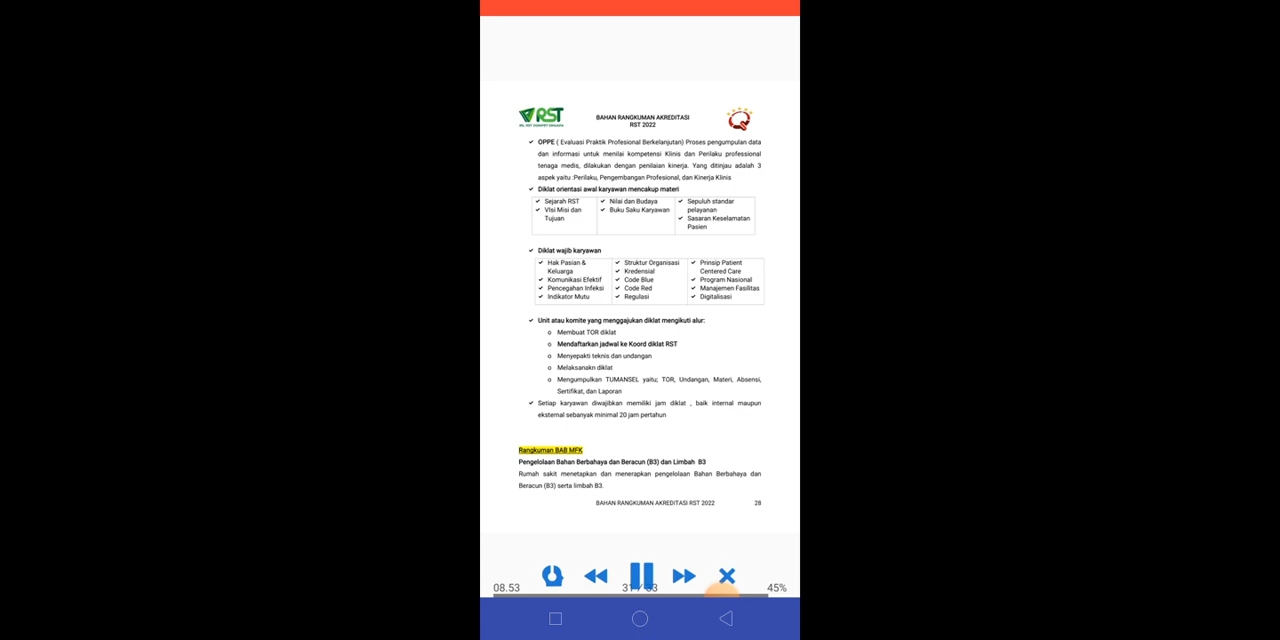 RST
BAHAN RANGKUMAN AKREDITASI
RST 2022
✓ OPPE ( Evaluasi Praktik Profesional Berkelanjutan) Proses pengumpulan data
dan informasi untuk menilai kompetensi Klinis dan Perilaku professional
tenaga medis, dilakukan dengan penilaian kinerja. Yang ditinjau adalah 3
aspek yaitu :Perilaku, Pengembangan Profesional, dan Kinerja Klinis
✓ Diklat orientasi awal karyawan mencakup materi
✓ Sejarah RST
✓ VIsi Misi dan
Tujuan
✓ Nilai dan Budaya
✓ Buku Saku Karyawan
✓ Sepuluh standar
pelayanan
✓ Sasaran Keselamatan
Pasien
✓ Diklat wajib karyawan
✓ Hak Pasian &
Keluarga
✓ Komunikasi Efektif
✓ Pencegahan Infeksi
✓ Indikator Mutu
✓ Struktur Organisasi
✓ Kredensial
✓ Code Blue
✓ Code Red
✓ Regulasi
✓ Prinsip Patient
Centered Care
✓ Program Nasional
✓ Manajeman Fasilitas
✓ Digitalisasi
✓ Unit atau komite yang menggajukan diklat mengikuti alur:
o Membuat TOR diklat
o Mendaftarkan jadwal ke Koord diklat RST
o Menyepakti teknis dan undangan
o Melaksanakn diklat
o Mengumpulkan TUMANSEL yaitu; TOR, Undangan, Materi, Absensi,
Sertifikat, dan Laporan
✓ Setiap karyawan diwajibkan memiliki jam diklat , baik internal maupun
eksternal sebanyak minimal 20 jam pertahun
Rangkuman BAB MFK
Pengelolaan Bahan Berbahaya dan Beracun (B3) dan Limbah B3
Rumah sakit menetapkan dan menerapkan pengelolaan Bahan Berbahaya dan
Beracun (B3) serta limbah B3.
BAHAN RANGKUMAN AKREDITASI RST 2022 28
08.53
45%